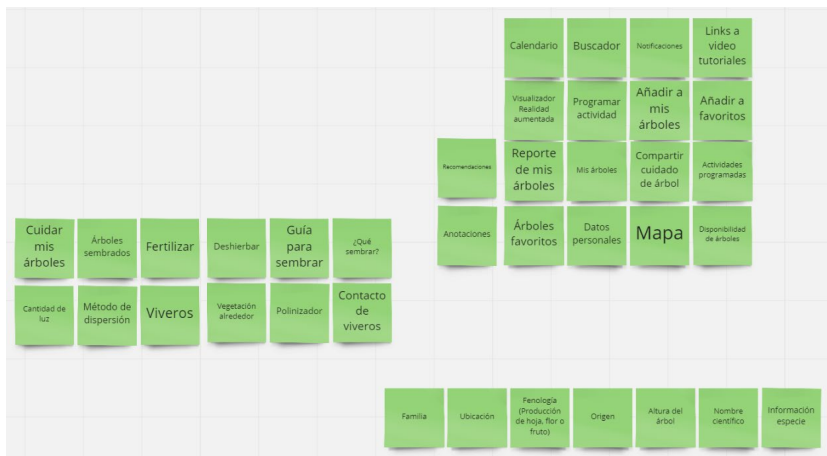 Calendario
Buscador
Notificaciones
Links a
video
tutoriales
Visualizador
Realidad
aumentada
Programar
actividad
Añadir a
mis
árboles
Añadir a
favoritos
Recomendaciones
Reporte
de mis
árboles
Mis árboles
Compartir
cuidado
de árbol
Actividades
programadas
Anotaciones
Árboles
favoritos
Datos
personales
Mapa
Disponibilidad
de árboles
Cuidar
mis
árboles
Árboles
sembrados
Fertilizar
Deshierbar
Guía
para
sembrar
¿Qué
sembrar?
Cantidad de
luz
Método de
dispersión
Viveros
Vegetación
alrededor
Polinizador
Contacto
de
viveros
Familia
Ubicación
Fenología
(Producción
de hoja, flor o
fruto)
Origen
Altura del
árbol
Nombre
científico
Información
especie